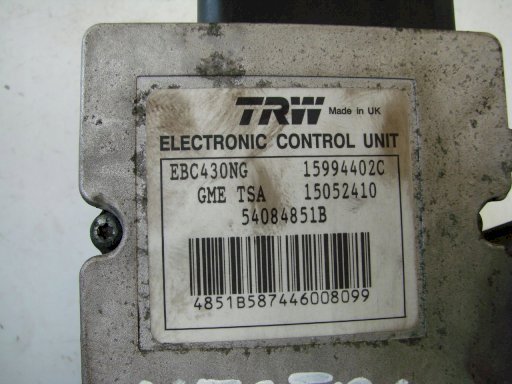 TRW Made in UK
ELECTRONIC CONTROL UNIT
EBC430NG 15994402C
GME TSA 15052410
54084851B
4851B587446008099